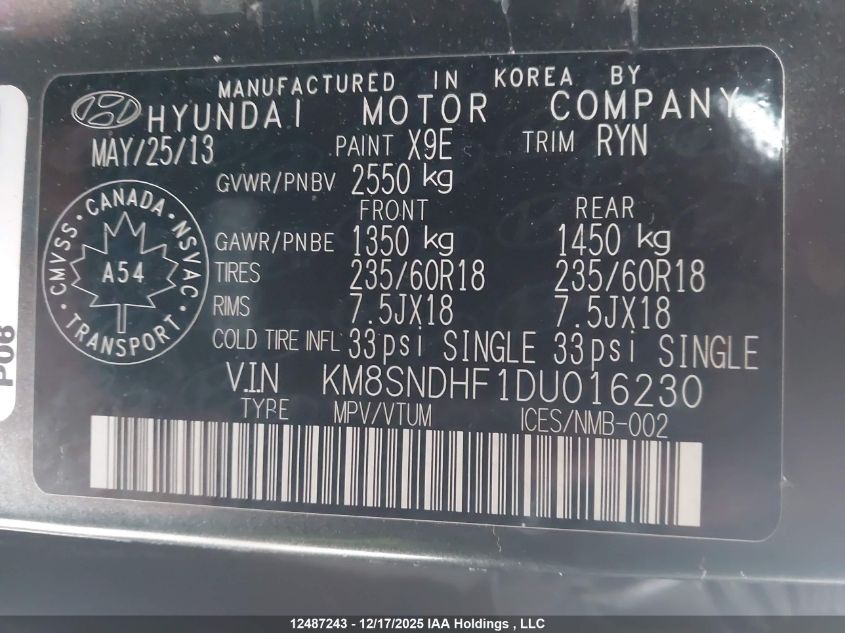 MANUFACTURED IN KOREA BY
HYUNDAI MOTOR COMPANY
MAY/25/13 PAINT X9E TRIM RYN
GVWR/PNBV 2550 kg
FRONT REAR
GAWR/PNBE 1350 kg 1450 kg
TIRES 235/60R18 235/60R18
RIMS 7.5JX18 7.5JX18
COLD TIRE INFL 33psi SINGLE 33psi SINGLE
V.I.N KM8SNDHF1DU016230
TYPE MPV/VTUM ICES/NMB-002
CMVSS · CANADA · NSVAC
A54
TRANSPORT
P08
12487243 - 12/17/2025 IAA Holdings , LLC